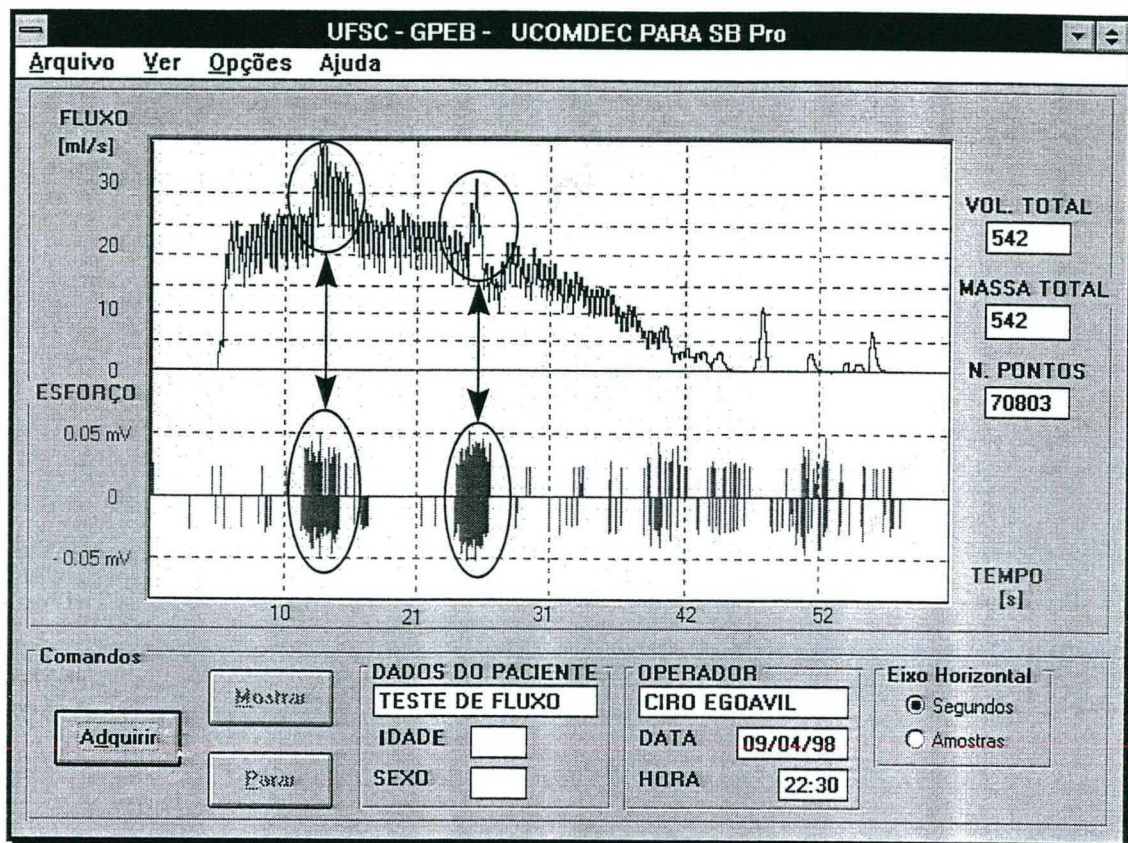 UFSC - GPEB - UCOMDEC PARA SB Pro
Arquivo Ver Opções Ajuda
FLUXO
[ml/s]
30
20
10
0
ESFORÇO
0.05 mV
0
-0.05 mV
10 21 31 42 52
TEMPO
[s]
VOL. TOTAL
542
MASSA TOTAL
542
N. PONTOS
70803
Comandos
Adquirir
Mostrar
Parar
DADOS DO PACIENTE
TESTE DE FLUXO
IDADE
SEXO
OPERADOR
CIRO EGOAVIL
DATA 09/04/98
HORA 22:30
Eixo Horizontal
Segundos
Amostras